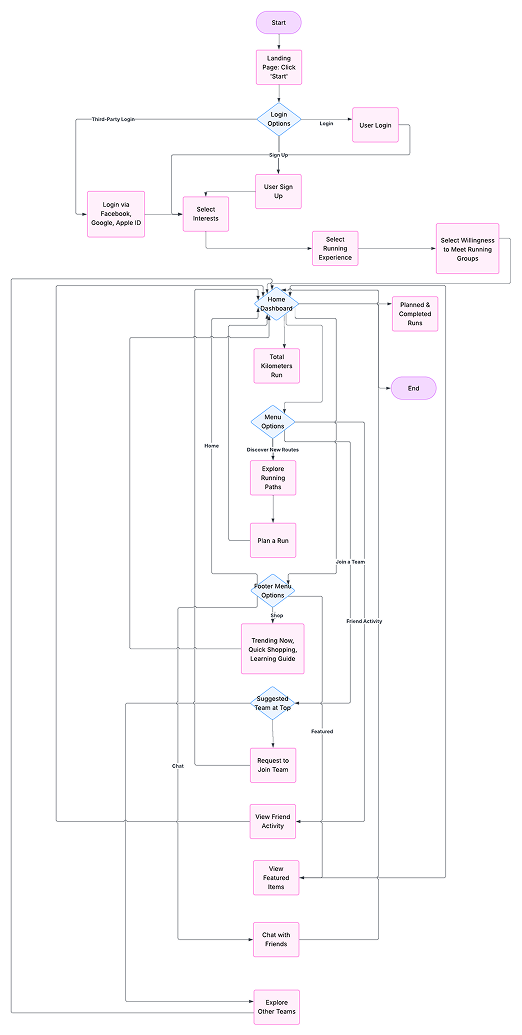 Start
Landing
Page: Click
"Start"
Login
Options
Third-Party Login
Login
User Login
Sign Up
User Sign
Up
Login via
Facebook,
Google, Apple ID
Select
Interests
Select
Running
Experience
Select Willingness
to Meet Running
Groups
Home
Dashboard
Planned &
Completed
Runs
Total
Kilometers
Run
End
Menu
Options
Home
Discover New Routes
Explore
Running
Paths
Plan a Run
Join a Team
Footer Menu
Options
Shop
Friend Activity
Trending Now,
Quick Shopping,
Learning Guide
Suggested
Team at Top
Featured
Chat
Request to
Join Team
View Friend
Activity
View
Featured
Items
Chat with
Friends
Explore
Other Teams